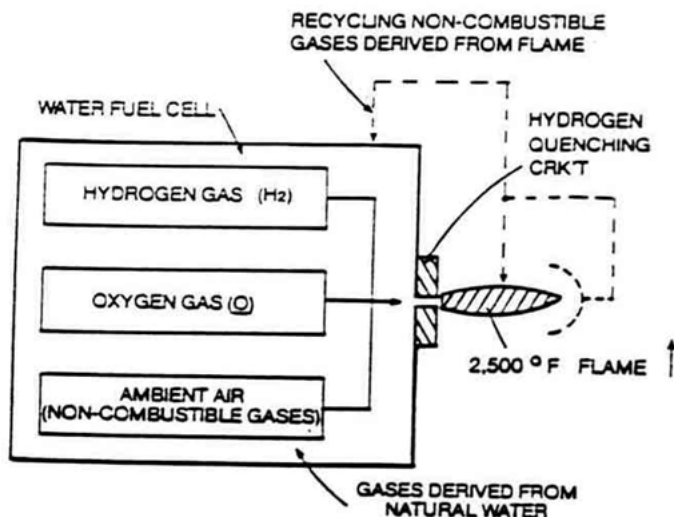 RECYCLING NON-COMBUSTIBLE
GASES DERIVED FROM FLAME
WATER FUEL CELL
HYDROGEN
QUENCHING
CRK'T
HYDROGEN GAS (H2)
OXYGEN GAS (O)
2,500 °F FLAME
AMBIENT AIR
(NON-COMBUSTIBLE GASES)
GASES DERIVED FROM
NATURAL WATER